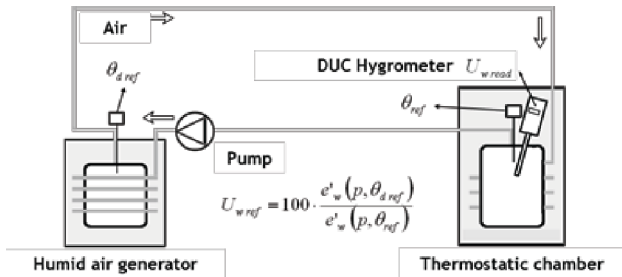 Air
DUC Hygrometer U_w read
θ_d ref
θ_ref
Pump
U_w ref = 100 · e'_w (p, θ_d ref) / e'_w (p, θ_ref)
Humid air generator
Thermostatic chamber